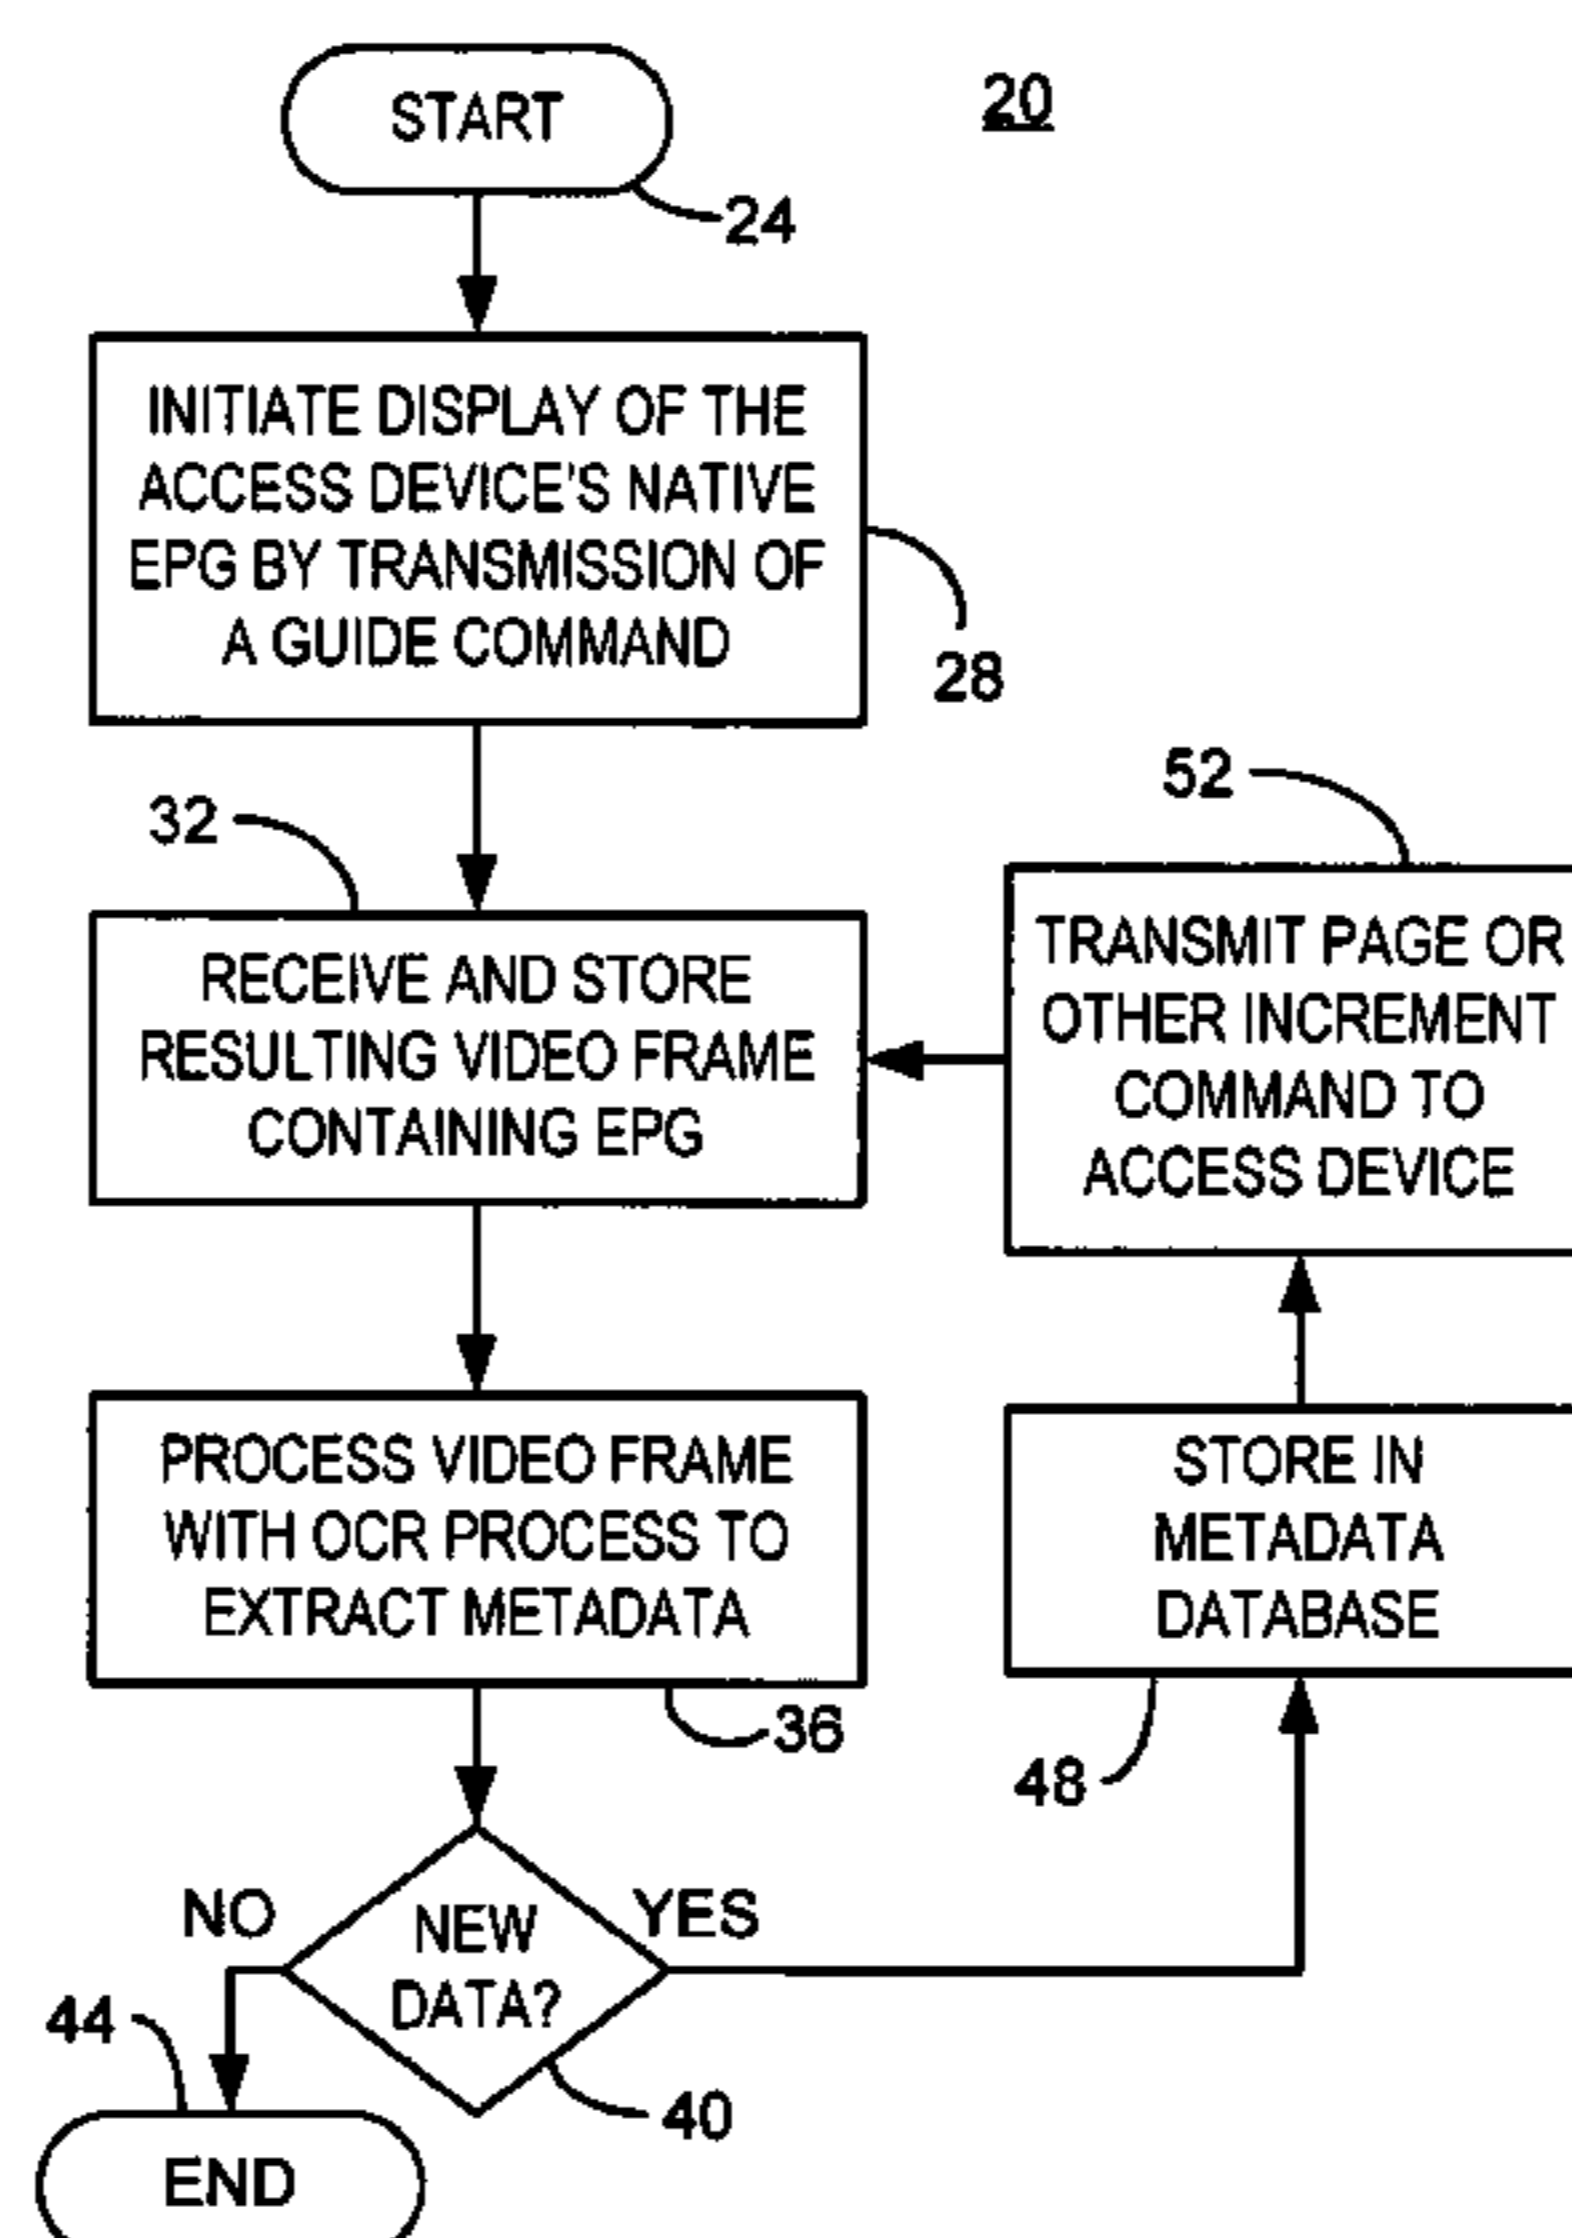 START
20
24
INITIATE DISPLAY OF THE
ACCESS DEVICE'S NATIVE
EPG BY TRANSMISSION OF
A GUIDE COMMAND
28
32
RECEIVE AND STORE
RESULTING VIDEO FRAME
CONTAINING EPG
52
TRANSMIT PAGE OR
OTHER INCREMENT
COMMAND TO
ACCESS DEVICE
PROCESS VIDEO FRAME
WITH OCR PROCESS TO
EXTRACT METADATA
36
STORE IN
METADATA
DATABASE
48
NO
NEW
DATA?
YES
40
44
END